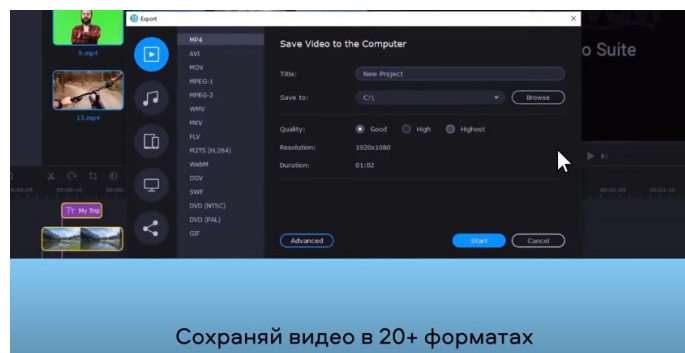 Export
9.mp4
13.mp4
MP4
AVI
MOV
MPEG-1
MPEG-2
WMV
MKV
FLV
M2TS (H.264)
WebM
OGV
SWF
DVD (NTSC)
DVD (PAL)
GIF
Save Video to the Computer
Title: New Project
Save to: C:\ Browse
Quality: Good High Highest
Resolution: 1920x1080
Duration: 01:02
Advanced Start Cancel
o Suite
My Trip
Сохраняй видео в 20+ форматах